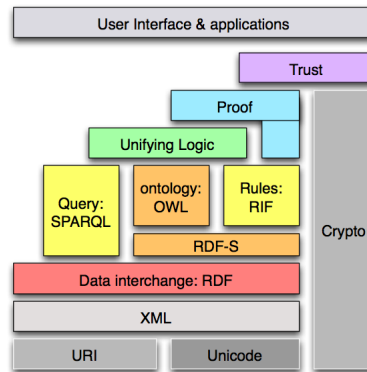 User Interface & applications
Trust
Proof
Unifying Logic
Query:
SPARQL
ontology:
OWL
Rules:
RIF
Crypto
RDF-S
Data interchange: RDF
XML
URI
Unicode